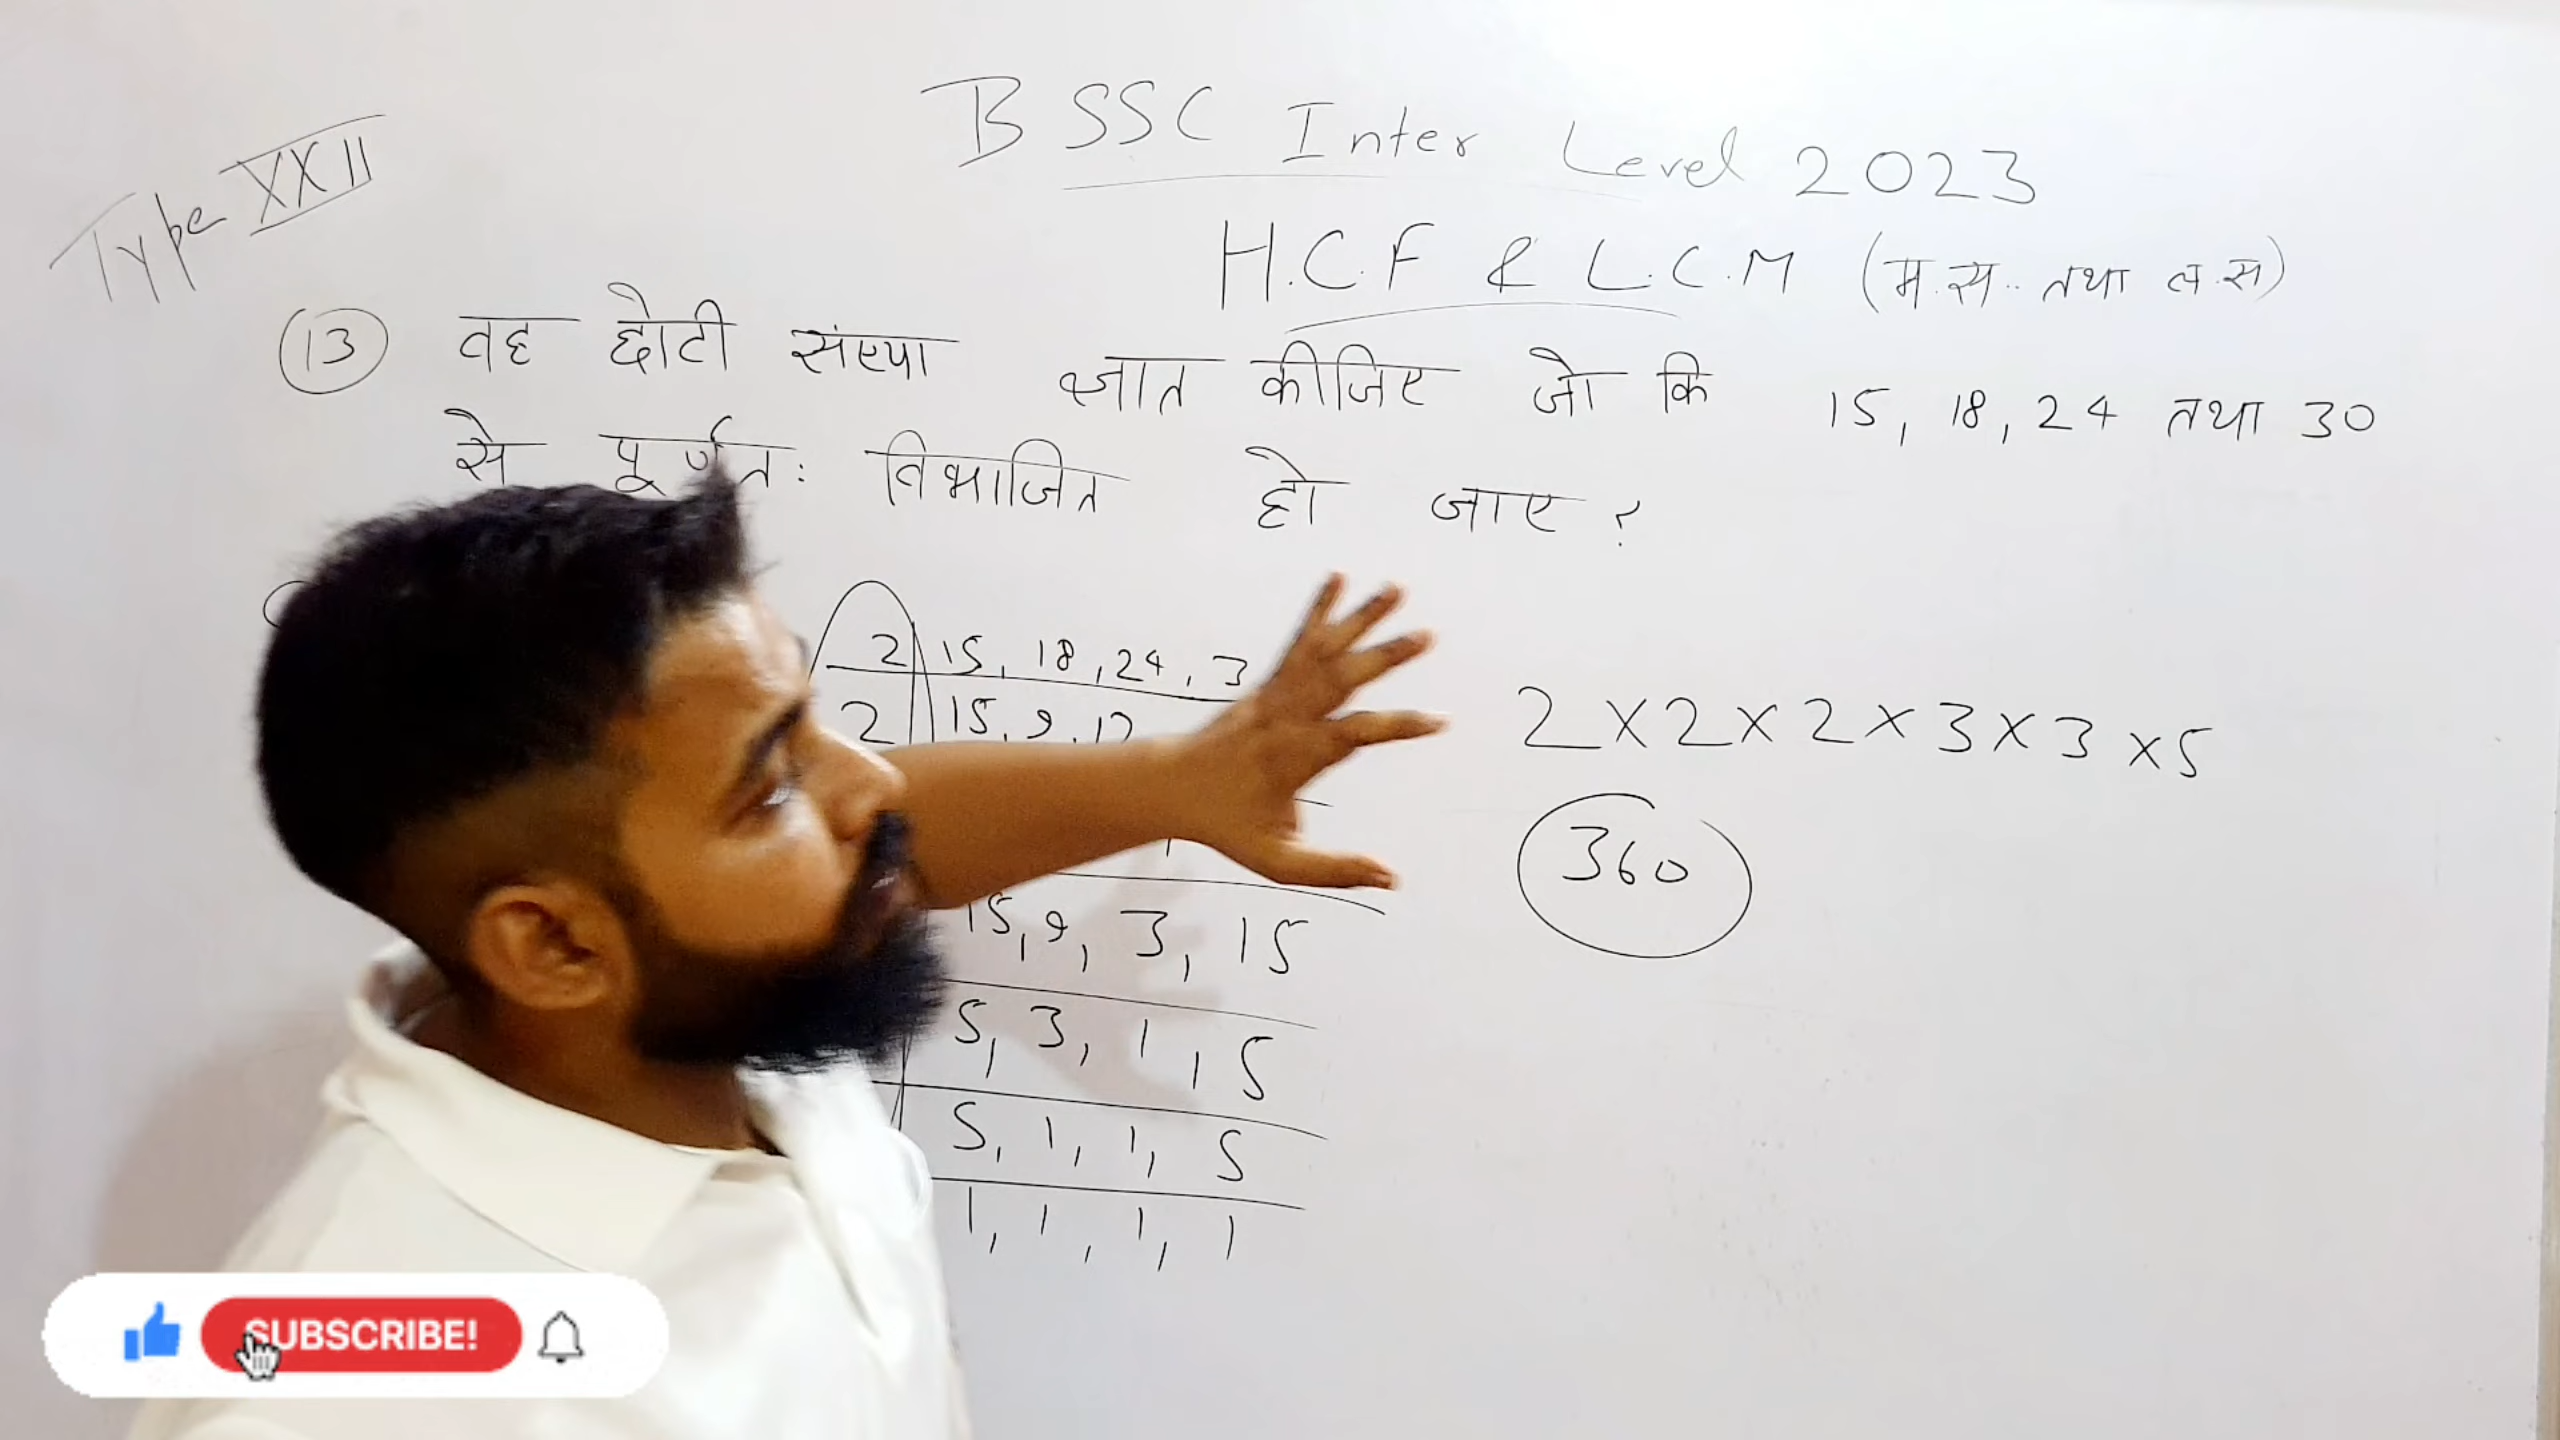 BSSC Inter Level 2023
Type XXII
H.C.F & L.C.M (म.स.. तथा ल.स)
13 वह छोटी संख्या ज्ञात कीजिए जो कि 15, 18, 24 तथा 30
से पूर्णतः विभाजित हो जाए ?
2 15, 18, 24, 3
2 15, 9, 12
15, 9, 3, 15
5, 3, 1, 5
5, 1, 1, 5
1, 1, 1, 1
2 × 2 × 2 × 3 × 3 × 5
360
SUBSCRIBE!